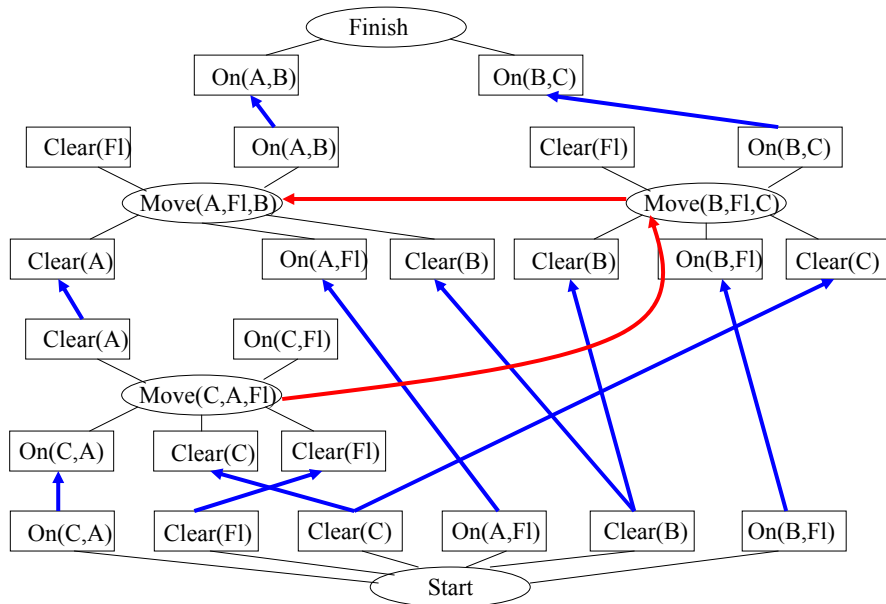 Finish
On(A,B) On(B,C)
Clear(Fl) On(A,B) Clear(Fl) On(B,C)
Move(A,Fl,B) Move(B,Fl,C)
Clear(A) On(A,Fl) Clear(B) Clear(B) On(B,Fl) Clear(C)
Clear(A) On(C,Fl)
Move(C,A,Fl)
On(C,A) Clear(C) Clear(Fl)
On(C,A) Clear(Fl) Clear(C) On(A,Fl) Clear(B) On(B,Fl)
Start